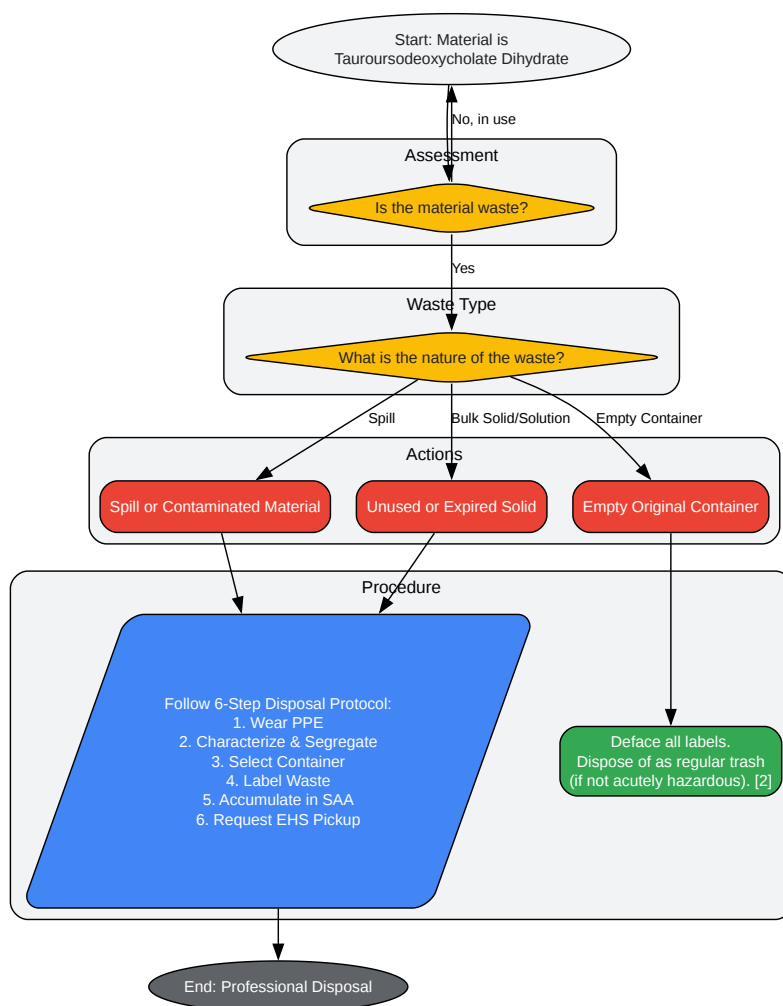 Start: Material is
Tauroursodeoxycholate Dihydrate
No, in use
Assessment
Is the material waste?
Yes
Waste Type
What is the nature of the waste?
Spill
Bulk Solid/Solution
Empty Container
Actions
Spill or Contaminated Material
Unused or Expired Solid
Empty Original Container
Procedure
Follow 6-Step Disposal Protocol:
1. Wear PPE
2. Characterize & Segregate
3. Select Container
4. Label Waste
5. Accumulate in SAA
6. Request EHS Pickup
Deface all labels.
Dispose of as regular trash
(if not acutely hazardous). [2]
End: Professional Disposal